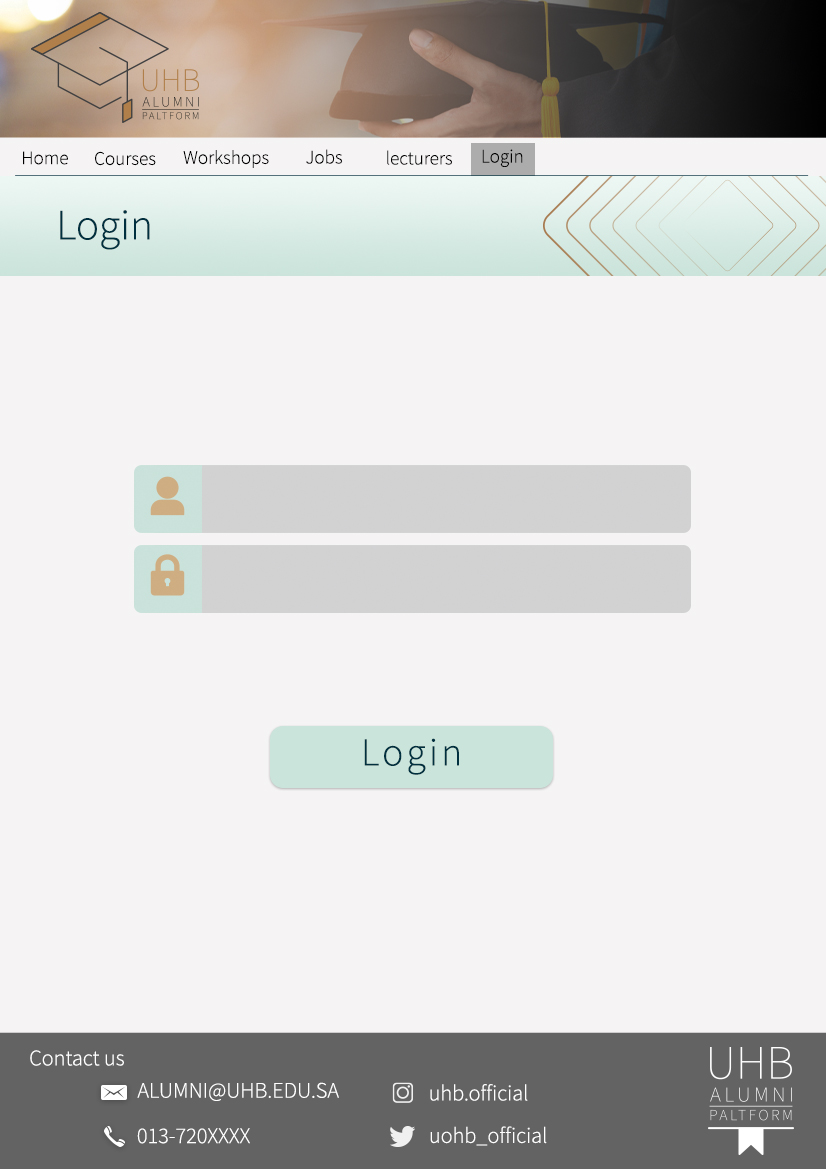 UHB
ALUMNI
PALTFORM
Home Courses Workshops Jobs lecturers Login
Login
Login
Contact us
ALUMNI@UHB.EDU.SA
uhb.official
013-720XXXX
uohb_official
UHB
ALUMNI
PALTFORM